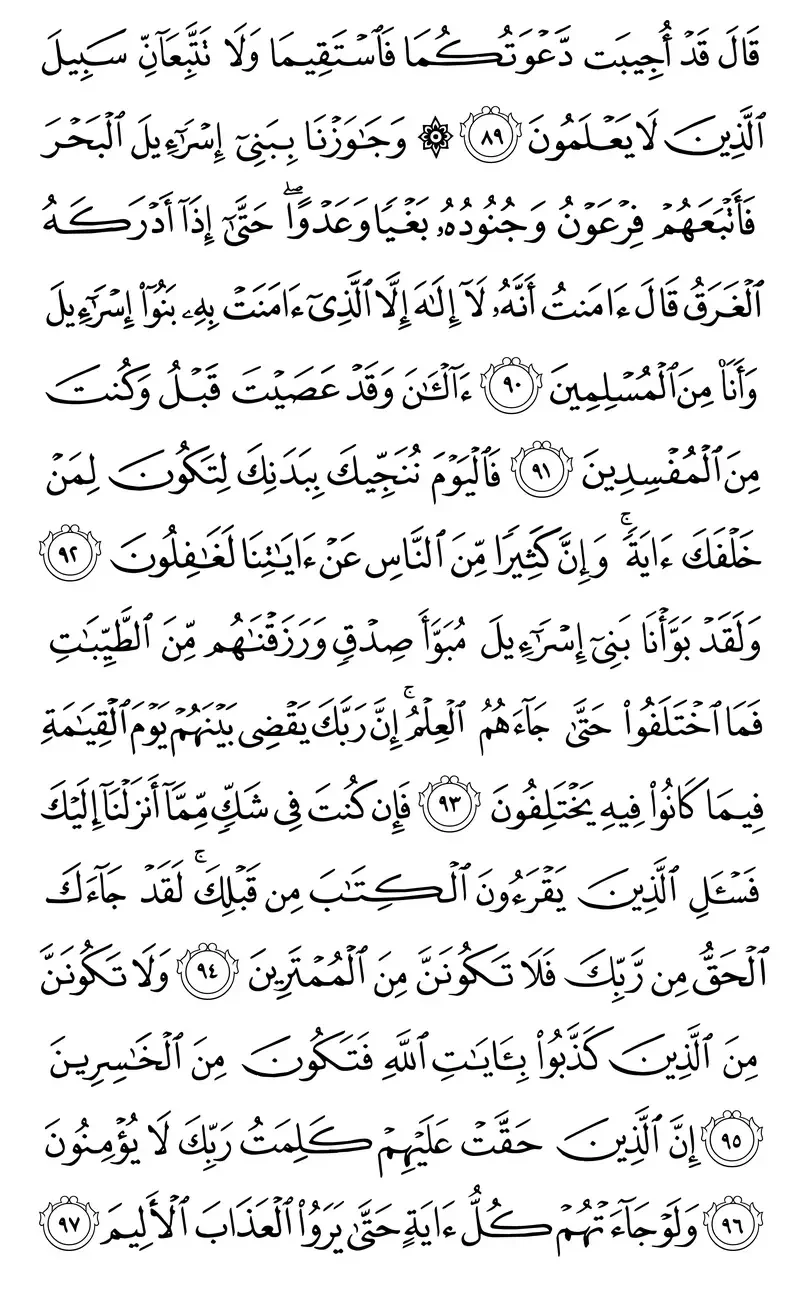 قَالَ قَدْ أُجِيبَت دَّعْوَتُكُمَا فَٱسْتَقِيمَا وَلَا تَتَّبِعَآنِّ سَبِيلَ
ٱلَّذِينَ لَا يَعْلَمُونَ ٨٩ ۞ وَجَٰوَزْنَا بِبَنِىٓ إِسْرَٰٓءِيلَ ٱلْبَحْرَ
فَأَتْبَعَهُمْ فِرْعَوْنُ وَجُنُودُهُۥ بَغْيًا وَعَدْوًا ۖ حَتَّىٰٓ إِذَآ أَدْرَكَهُ
ٱلْغَرَقُ قَالَ ءَامَنتُ أَنَّهُۥ لَآ إِلَٰهَ إِلَّا ٱلَّذِىٓ ءَامَنَتْ بِهِۦ بَنُوٓا۟ إِسْرَٰٓءِيلَ
وَأَنَا۠ مِنَ ٱلْمُسْلِمِينَ ٩٠ ءَآلْـَٰٔنَ وَقَدْ عَصَيْتَ قَبْلُ وَكُنتَ
مِنَ ٱلْمُفْسِدِينَ ٩١ فَٱلْيَوْمَ نُنَجِّيكَ بِبَدَنِكَ لِتَكُونَ لِمَنْ
خَلْفَكَ ءَايَةً ۚ وَإِنَّ كَثِيرًا مِّنَ ٱلنَّاسِ عَنْ ءَايَٰتِنَا لَغَٰفِلُونَ ٩٢
وَلَقَدْ بَوَّأْنَا بَنِىٓ إِسْرَٰٓءِيلَ مُبَوَّأَ صِدْقٍ وَرَزَقْنَٰهُم مِّنَ ٱلطَّيِّبَٰتِ
فَمَا ٱخْتَلَفُوا۟ حَتَّىٰ جَآءَهُمُ ٱلْعِلْمُ ۚ إِنَّ رَبَّكَ يَقْضِى بَيْنَهُمْ يَوْمَ ٱلْقِيَٰمَةِ
فِيمَا كَانُوا۟ فِيهِ يَخْتَلِفُونَ ٩٣ فَإِن كُنتَ فِى شَكٍّ مِّمَّآ أَنزَلْنَآ إِلَيْكَ
فَسْـَٔلِ ٱلَّذِينَ يَقْرَءُونَ ٱلْكِتَٰبَ مِن قَبْلِكَ ۚ لَقَدْ جَآءَكَ
ٱلْحَقُّ مِن رَّبِّكَ فَلَا تَكُونَنَّ مِنَ ٱلْمُمْتَرِينَ ٩٤ وَلَا تَكُونَنَّ
مِنَ ٱلَّذِينَ كَذَّبُوا۟ بِـَٔايَٰتِ ٱللَّهِ فَتَكُونَ مِنَ ٱلْخَٰسِرِينَ
٩٥ إِنَّ ٱلَّذِينَ حَقَّتْ عَلَيْهِمْ كَلِمَتُ رَبِّكَ لَا يُؤْمِنُونَ
٩٦ وَلَوْ جَآءَتْهُمْ كُلُّ ءَايَةٍ حَتَّىٰ يَرَوُا۟ ٱلْعَذَابَ ٱلْأَلِيمَ ٩٧